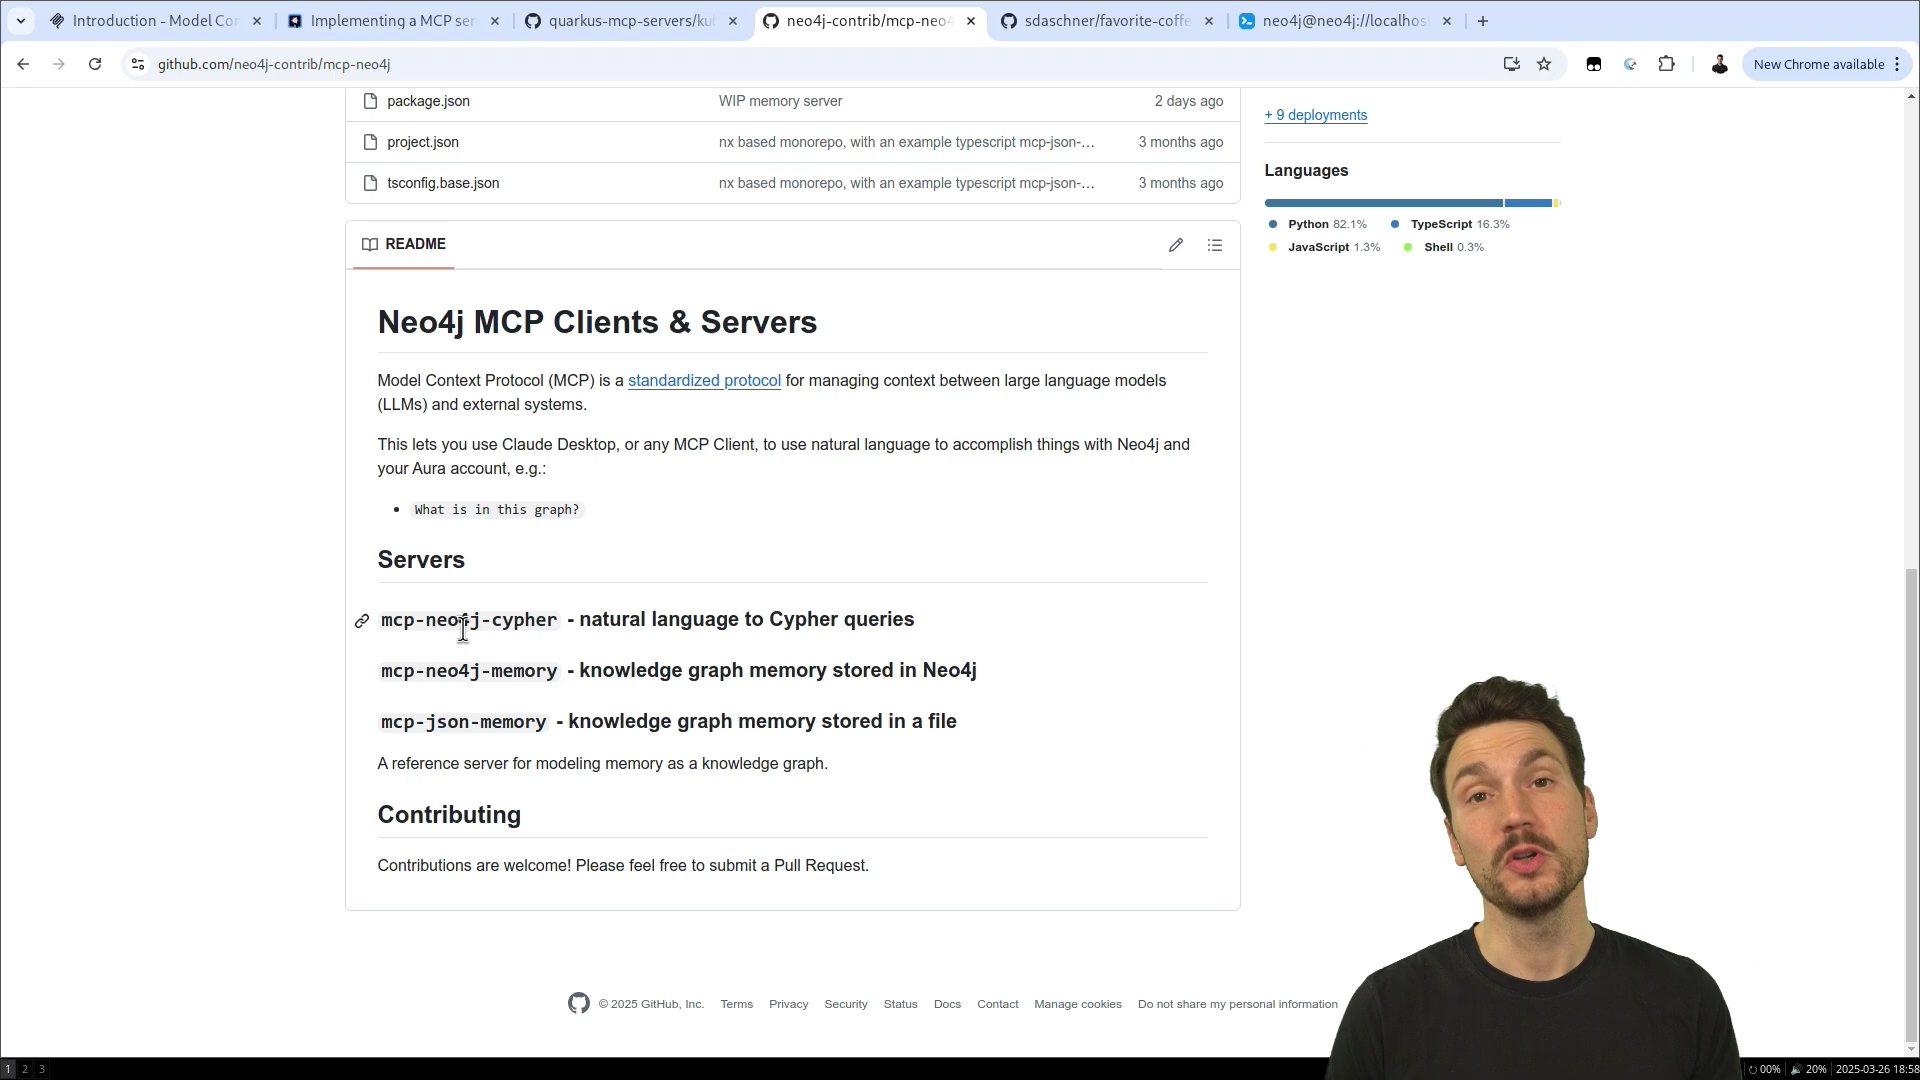 Introduction - Model Co
Implementing a MCP ser
quarkus-mcp-servers/ku
neo4j-contrib/mcp-neo4
sdaschner/favorite-coffe
neo4j@neo4j://localhos
github.com/neo4j-contrib/mcp-neo4j
New Chrome available
package.json WIP memory server 2 days ago
project.json nx based monorepo, with an example typescript mcp-json-... 3 months ago
tsconfig.base.json nx based monorepo, with an example typescript mcp-json-... 3 months ago
+ 9 deployments
Languages
Python 82.1% TypeScript 16.3%
JavaScript 1.3% Shell 0.3%
README
Neo4j MCP Clients & Servers
Model Context Protocol (MCP) is a standardized protocol for managing context between large language models
(LLMs) and external systems.
This lets you use Claude Desktop, or any MCP Client, to use natural language to accomplish things with Neo4j and
your Aura account, e.g.:
• What is in this graph?
Servers
mcp-neo4j-cypher - natural language to Cypher queries
mcp-neo4j-memory - knowledge graph memory stored in Neo4j
mcp-json-memory - knowledge graph memory stored in a file
A reference server for modeling memory as a knowledge graph.
Contributing
Contributions are welcome! Please feel free to submit a Pull Request.
© 2025 GitHub, Inc. Terms Privacy Security Status Docs Contact Manage cookies Do not share my personal information
1 2 3
00% 20% 2025-03-26 18:58